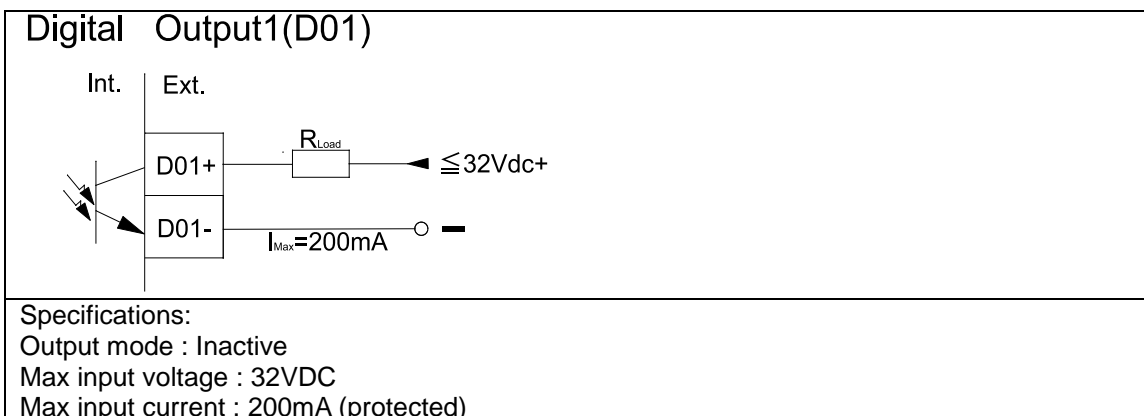 Digital Output1(D01)
Int. Ext.
D01+ RLoad ≦32Vdc+
D01- IMax=200mA
Specifications:
Output mode : Inactive
Max input voltage : 32VDC
Max input current : 200mA (protected)